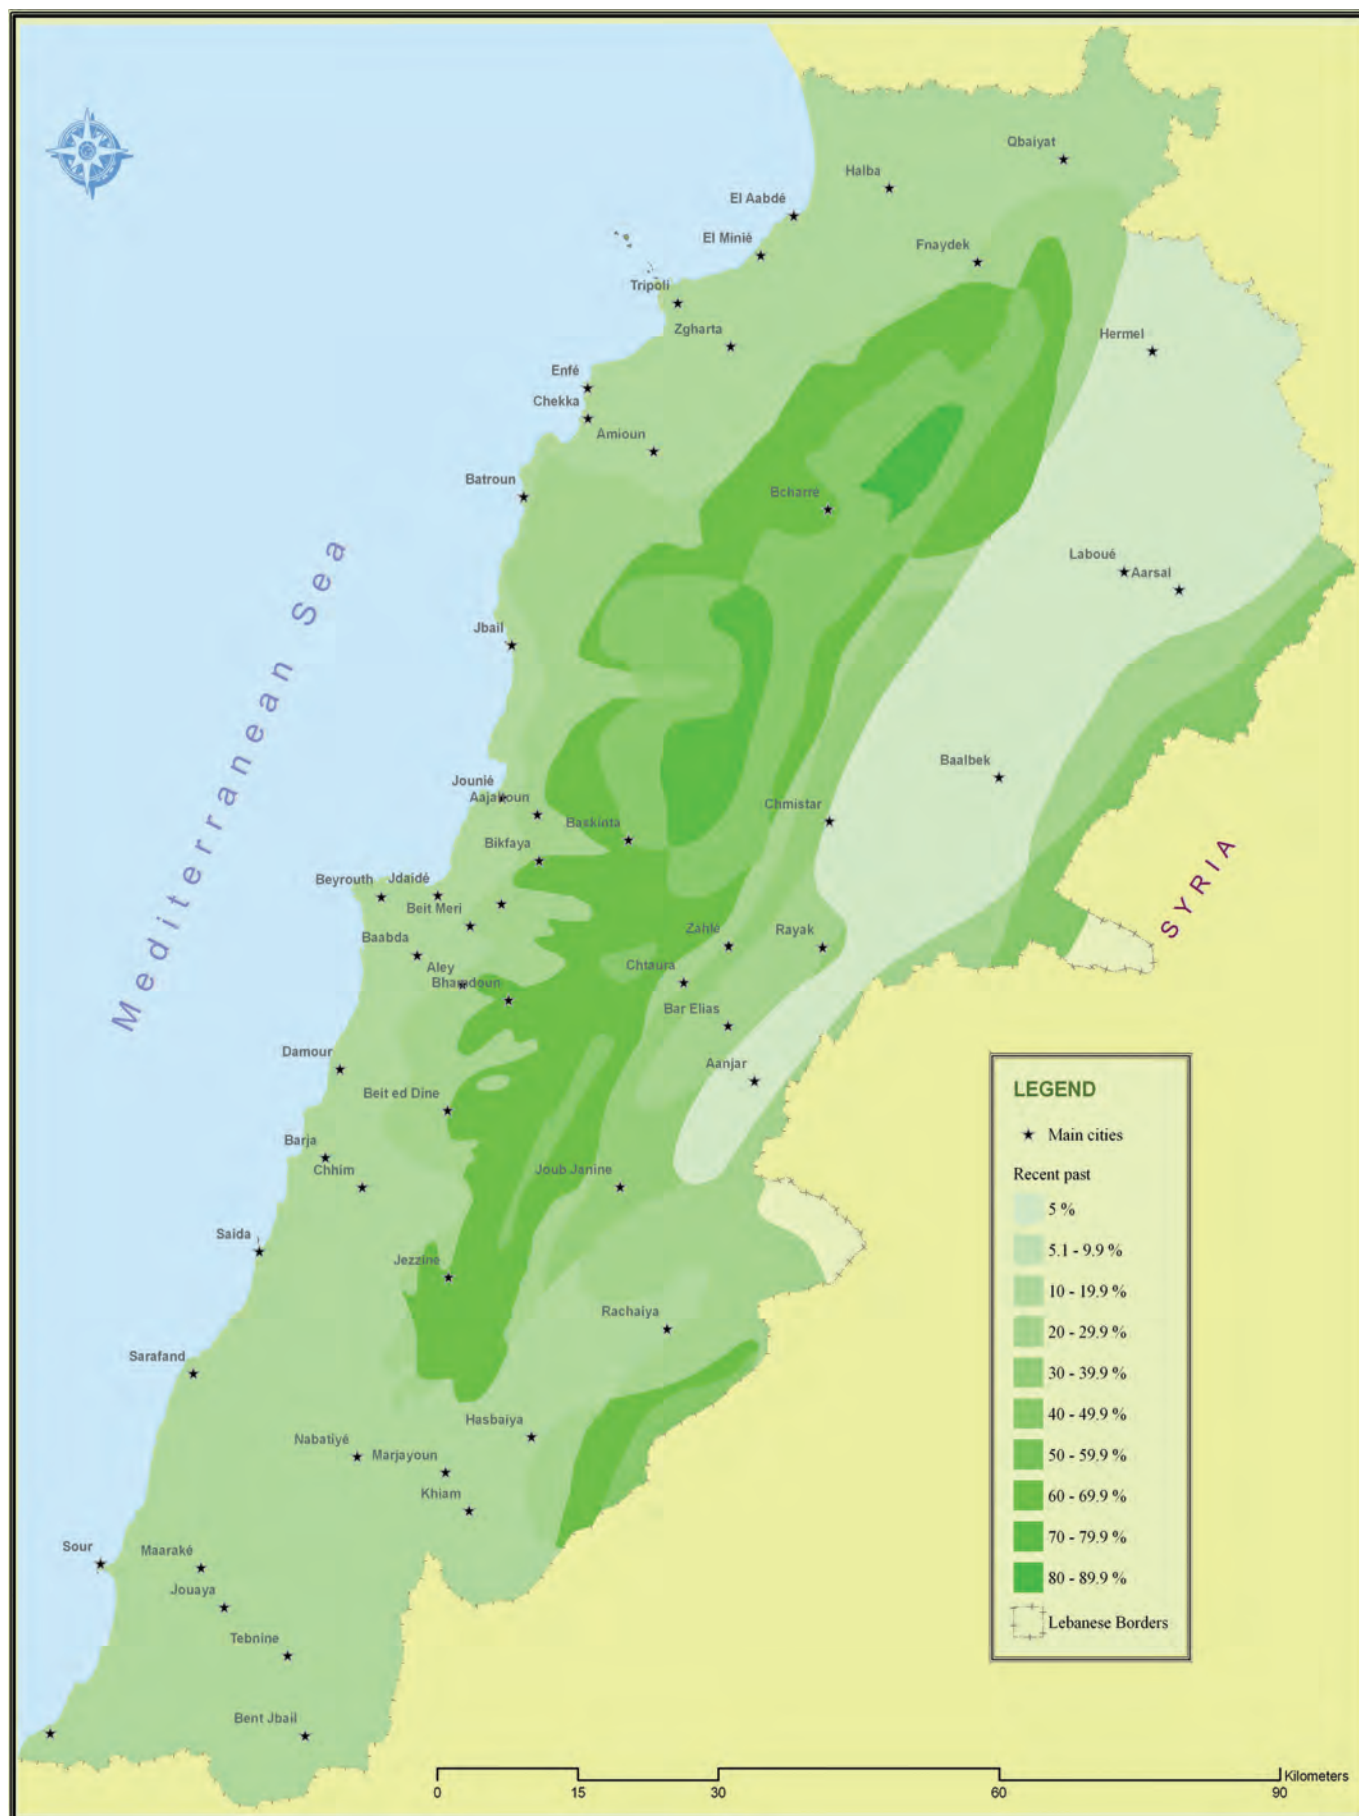 Qbaiyat
Halba
El Aabdé
El Minié
Fnaydek
Tripoli
Zgharta
Hermel
Enfé
Chekka
Amioun
Batroun
Bcharré
Laboué
Aarsal
Mediterranean Sea
Jbail
Baalbek
Jounié
Aajaltoun
Chmistar
Baskinta
Bikfaya
SYRIA
Beyrouth
Jdaidé
Beit Meri
Baabda
Zahlé
Rayak
Aley
Chtaura
Bhamdoun
Bar Elias
Damour
Aanjar
Beit ed Dine
Barja
Chhim
Joub Janine
Saida
Jezzine
Rachaiya
Sarafand
Hasbaiya
Nabatiyé
Marjayoun
Khiam
Sour
Maaraké
Jouaya
Tebnine
Bent Jbail
LEGEND
Main cities
Recent past
5 %
5.1 - 9.9 %
10 - 19.9 %
20 - 29.9 %
30 - 39.9 %
40 - 49.9 %
50 - 59.9 %
60 - 69.9 %
70 - 79.9 %
80 - 89.9 %
Lebanese Borders
Kilometers
0 15 30 60 90